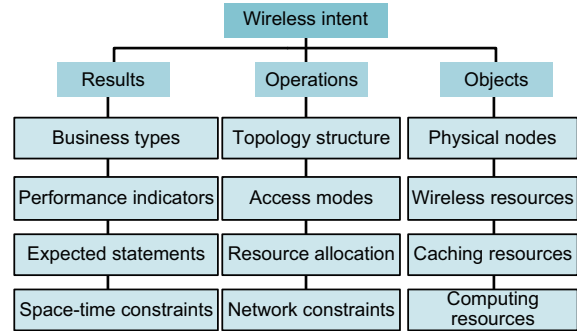 Wireless intent
Results
Operations
Objects
Business types
Topology structure
Physical nodes
Performance indicators
Access modes
Wireless resources
Expected statements
Resource allocation
Caching resources
Space-time constraints
Network constraints
Computing
resources